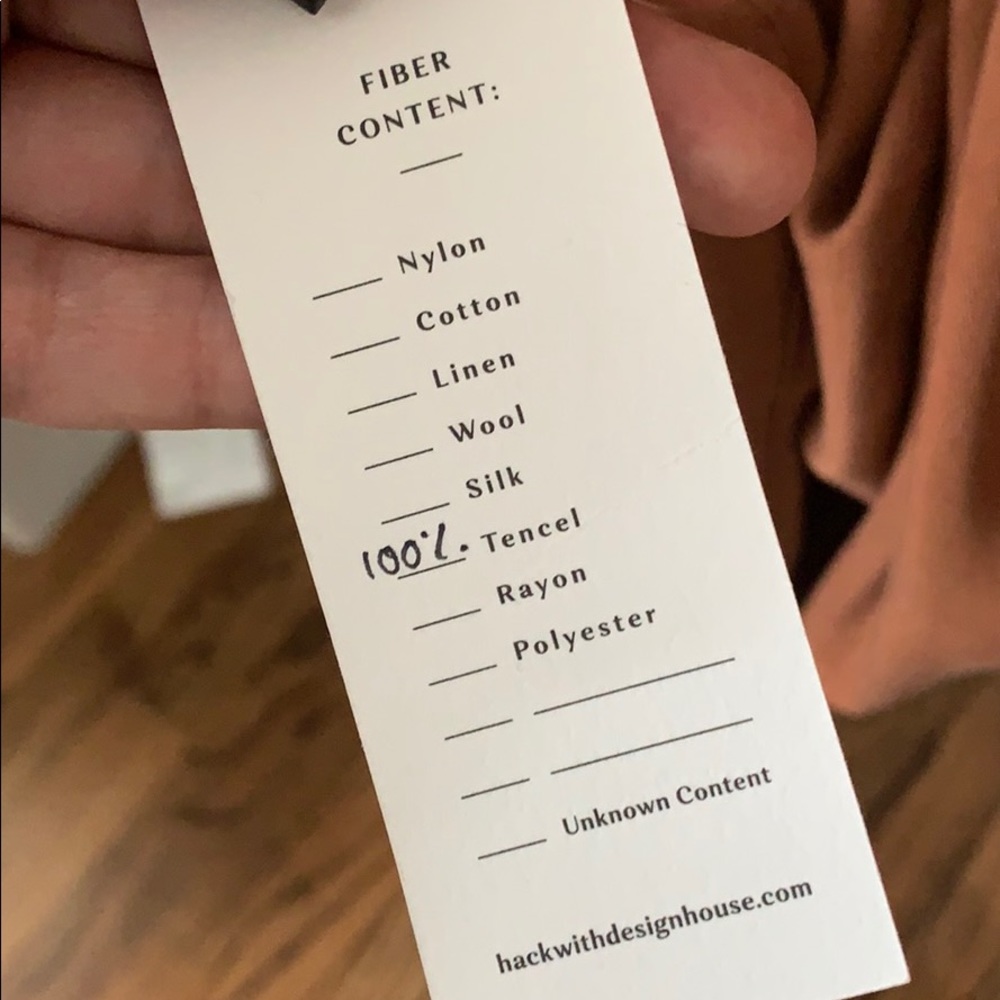 FIBER
CONTENT:
Nylon
Cotton
Linen
Wool
Silk
100%. Tencel
Rayon
Polyester
Unknown Content
hackwithdesignhouse.com